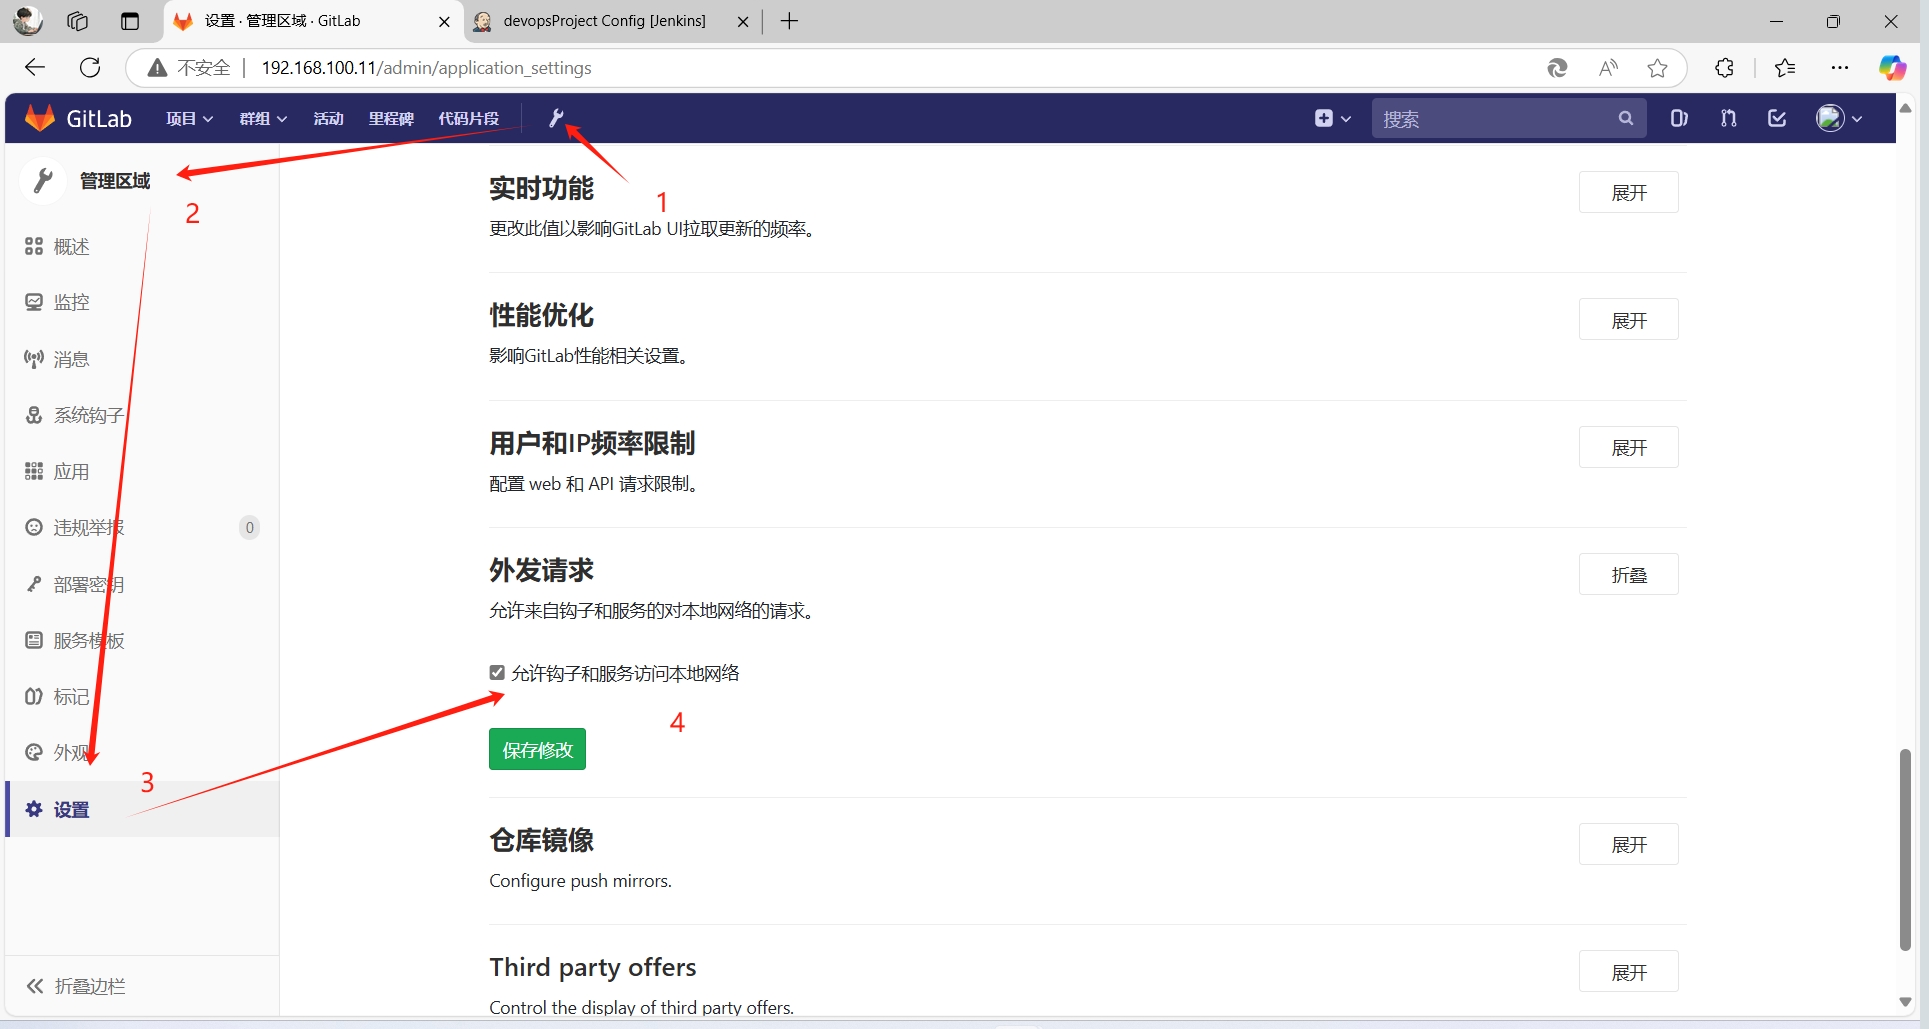 设置 · 管理区域 · GitLab
devopsProject Config [Jenkins]
不安全
192.168.100.11/admin/application_settings
GitLab
项目
群组
活动
里程碑
代码片段
搜索
管理区域
1
2
概述
监控
消息
系统钩子
应用
违规举报
0
部署密钥
服务模板
标记
外观
3
设置
折叠边栏
实时功能
展开
更改此值以影响GitLab UI拉取更新的频率。
性能优化
展开
影响GitLab性能相关设置。
用户和IP频率限制
展开
配置 web 和 API 请求限制。
外发请求
折叠
允许来自钩子和服务的对本地网络的请求。
允许钩子和服务访问本地网络
4
保存修改
仓库镜像
展开
Configure push mirrors.
Third party offers
展开
Control the display of third party offers.